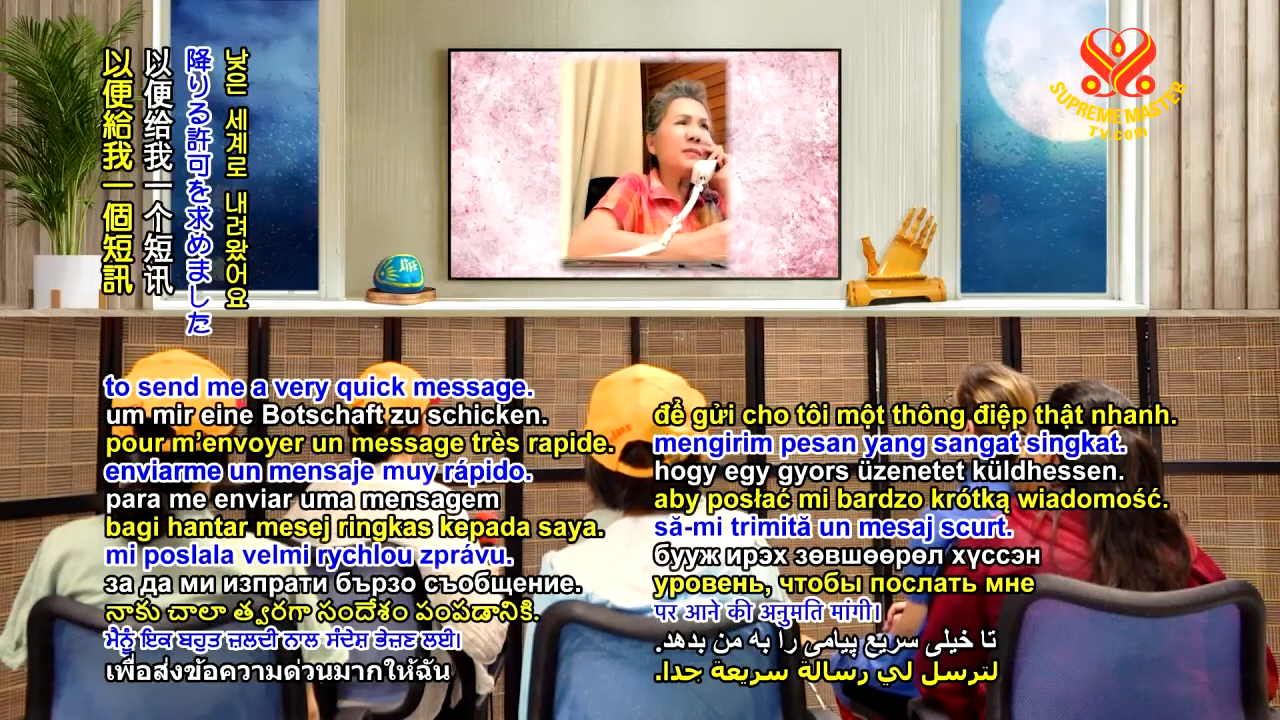 以便給我一個短訊
以便给我一个短讯
降りる許可を求めました
낮은 세계로 내려왔어요
SUPREME MASTER
TV.com
LIFE
to send me a very quick message.
um mir eine Botschaft zu schicken.
pour m’envoyer un message très rapide.
enviarme un mensaje muy rápido.
para me enviar uma mensagem
bagi hantar mesej ringkas kepada saya.
mi poslala velmi rychlou zprávu.
за да ми изпрати бързо съобщение.
నాకు చాలా త్వరగా సందేశం పంపడానికి.
ਮੈਨੂੰ ਇਕ ਬਹੁਤ ਜ਼ਲਦੀ ਨਾਲ ਸੰਦੇਸ਼ ਭੇਜ਼ਣ ਲਈ।
เพื่อส่งข้อความด่วนมากให้ฉัน
để gửi cho tôi một thông điệp thật nhanh.
mengirim pesan yang sangat singkat.
hogy egy gyors üzenetet küldhessen.
aby posłać mi bardzo krótką wiadomość.
să-mi trimită un mesaj scurt.
бууж ирэх зөвшөөрөл хүссэн
уровень, чтобы послать мне
पर आने की अनुमति मांगी।
تا خیلی سریع پیامی را به من بدهد.
لترسل لي رسالة سريعة جدا.